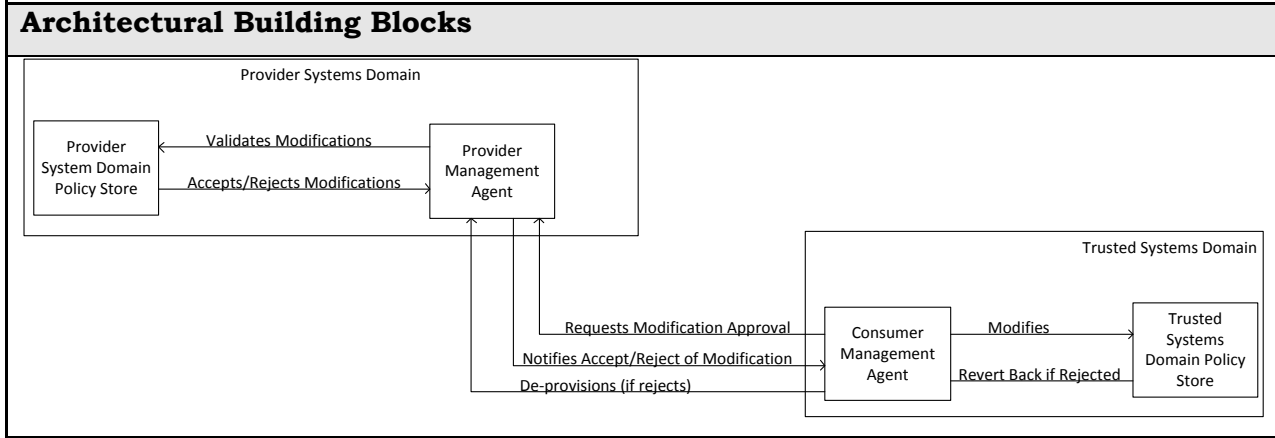 Architectural Building Blocks
Provider Systems Domain
Provider
System Domain
Policy Store
Validates Modifications
Accepts/Rejects Modifications
Provider
Management
Agent
Trusted Systems Domain
Requests Modification Approval
Notifies Accept/Reject of Modification
De-provisions (if rejects)
Consumer
Management
Agent
Modifies
Revert Back if Rejected
Trusted
Systems
Domain Policy
Store